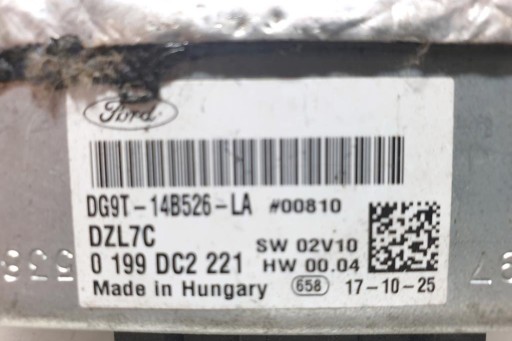 Ford
DG9T-14B526-LA #00810
DZL7C
SW 02V10
0 199 DC2 221 HW 00.04
Made in Hungary 658 17-10-25